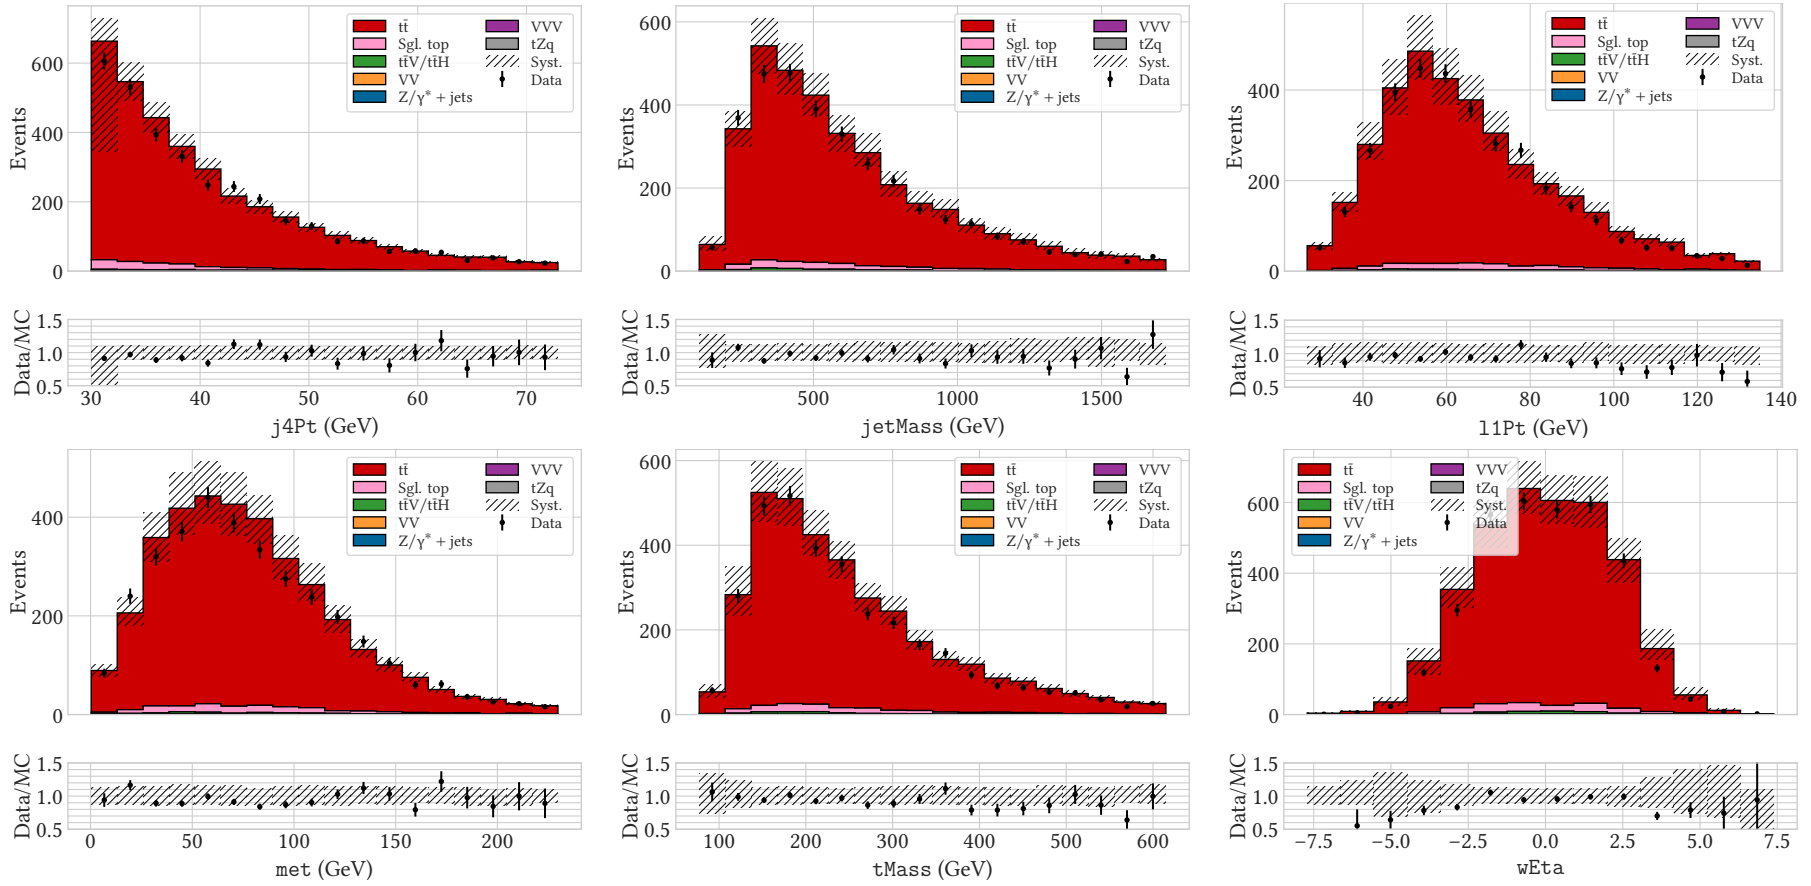 Events
600
400
200
0
tt̄
Sgl. top
tt̄V/tt̄H
VV
Z/γ* + jets
VVV
tZq
Syst.
Data
Data/MC
1.5
1.0
0.5
30 40 50 60 70
j4Pt (GeV)
Events
600
400
200
0
tt̄
Sgl. top
tt̄V/tt̄H
VV
Z/γ* + jets
VVV
tZq
Syst.
Data
Data/MC
1.5
1.0
0.5
500 1000 1500
jetMass (GeV)
Events
400
200
0
tt̄
Sgl. top
tt̄V/tt̄H
VV
Z/γ* + jets
VVV
tZq
Syst.
Data
Data/MC
1.5
1.0
0.5
40 60 80 100 120 140
l1Pt (GeV)
Events
400
200
0
tt̄
Sgl. top
tt̄V/tt̄H
VV
Z/γ* + jets
VVV
tZq
Syst.
Data
Data/MC
1.5
1.0
0.5
0 50 100 150 200
met (GeV)
Events
600
400
200
0
tt̄
Sgl. top
tt̄V/tt̄H
VV
Z/γ* + jets
VVV
tZq
Syst.
Data
Data/MC
1.5
1.0
0.5
100 200 300 400 500 600
tMass (GeV)
Events
600
400
200
0
tt̄
Sgl. top
tt̄V/tt̄H
VV
Z/γ* + jets
VVV
tZq
Syst.
Data
Data/MC
1.5
1.0
0.5
−7.5 −5.0 −2.5 0.0 2.5 5.0 7.5
wEta